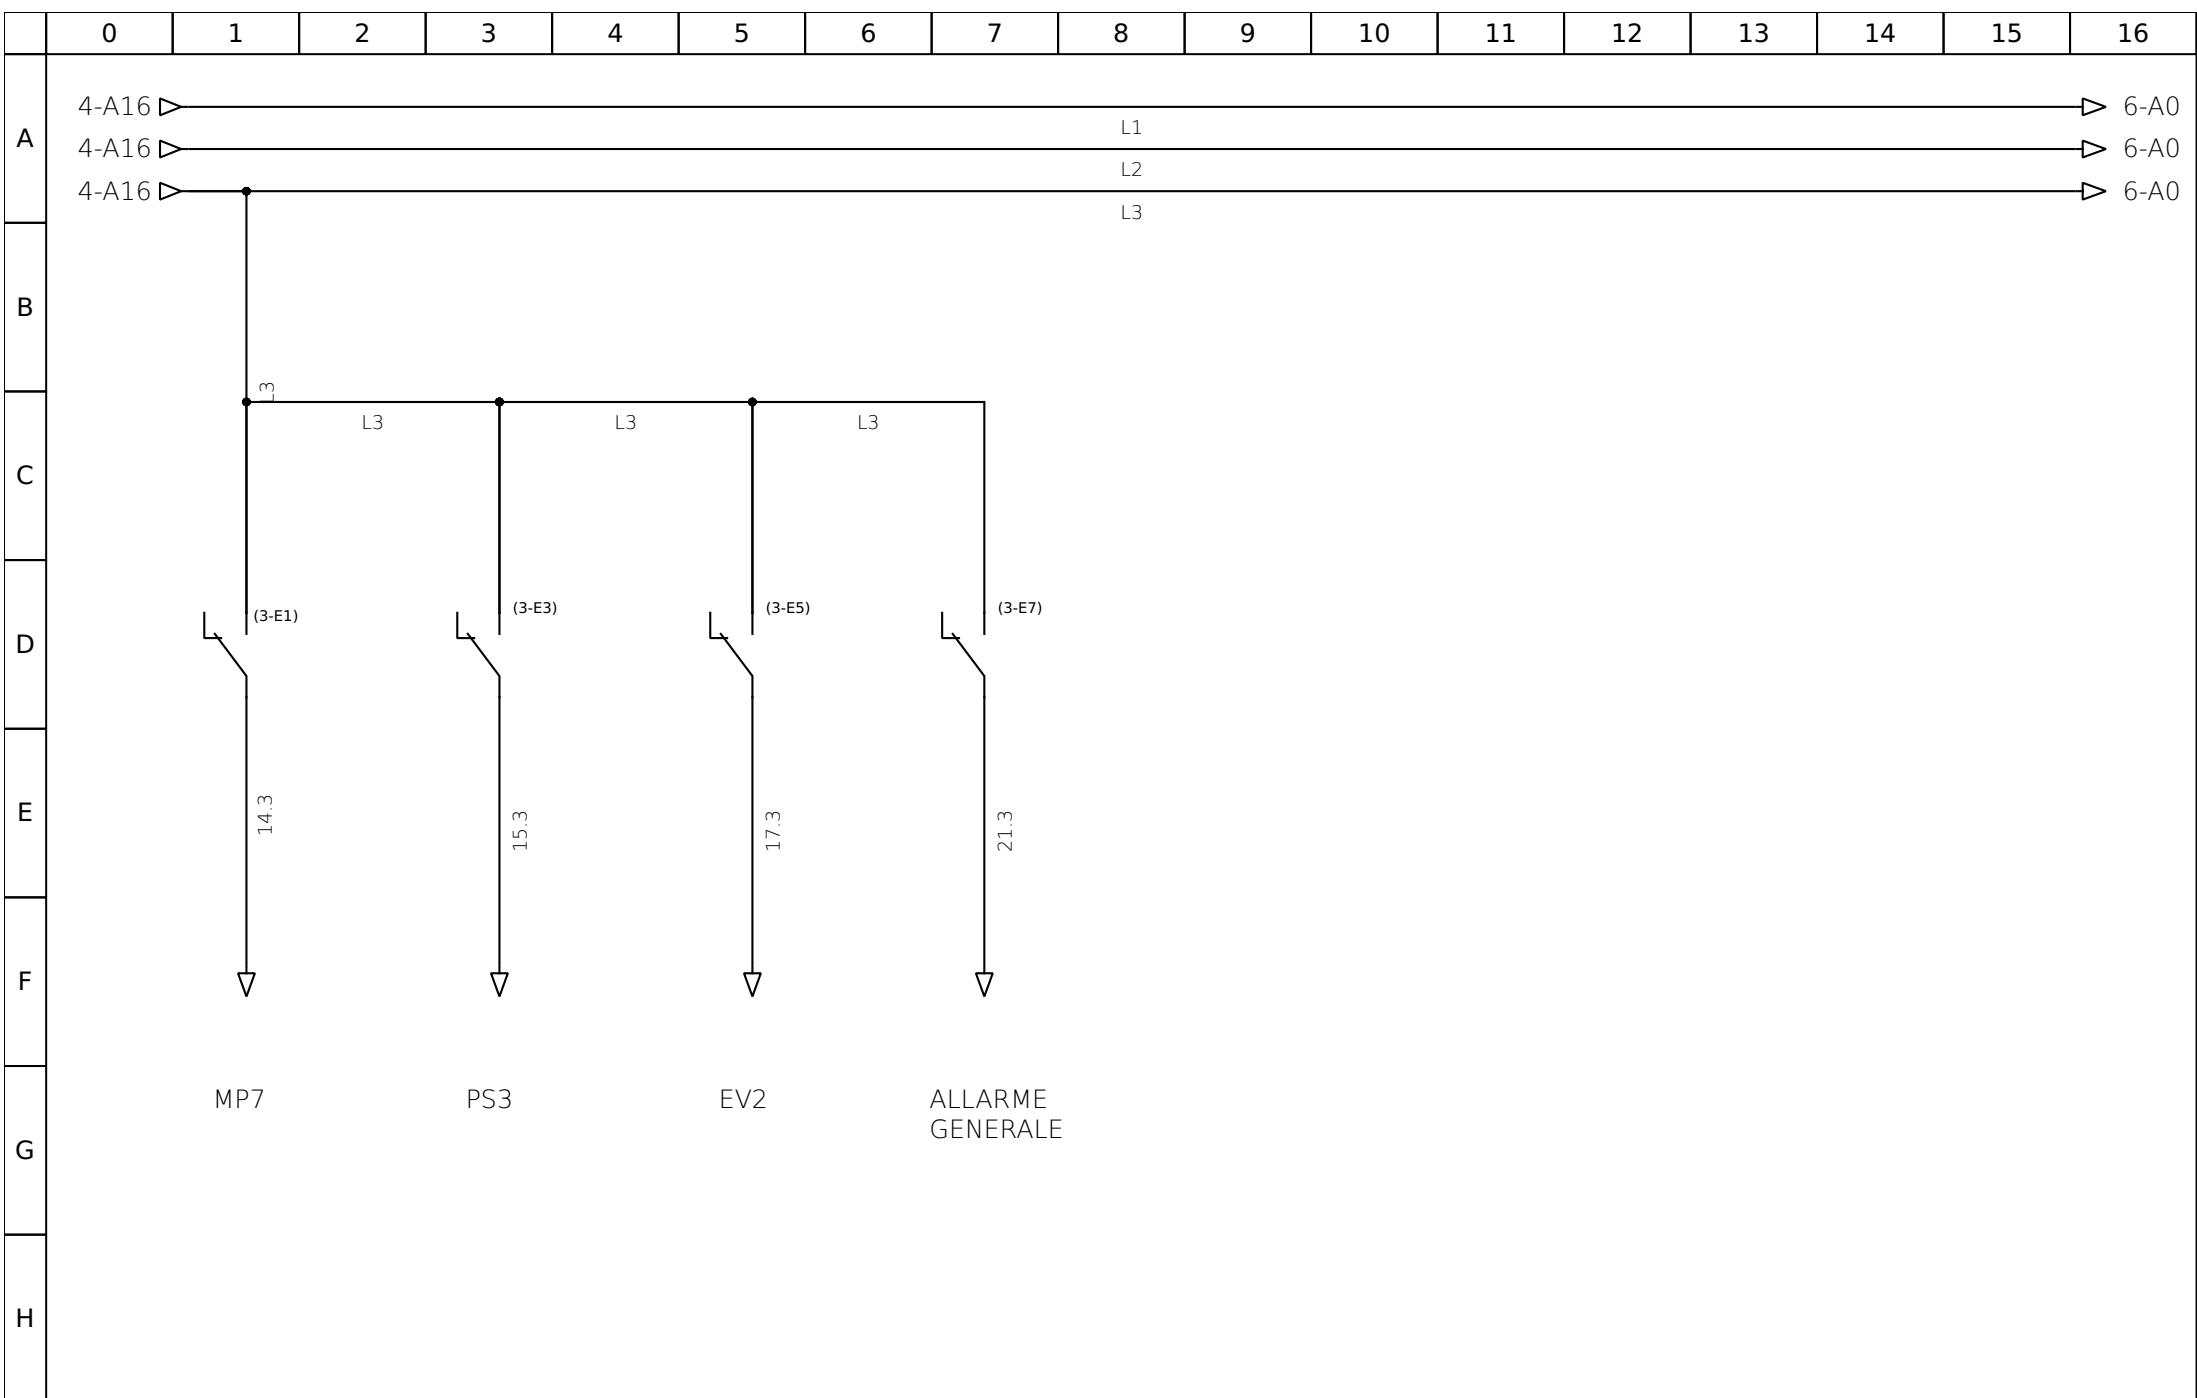 0 1 2 3 4 5 6 7 8 9 10 11 12 13 14 15 16
4-A16 6-A0
L1
A
4-A16 6-A0
L2
4-A16 6-A0
L3
B
L3
L3 L3 L3
C
(3-E1) (3-E3) (3-E5) (3-E7)
D
14.3 15.3 17.3 21.3
E
F
MP7 PS3 EV2 ALLARME
GENERALE
G
H